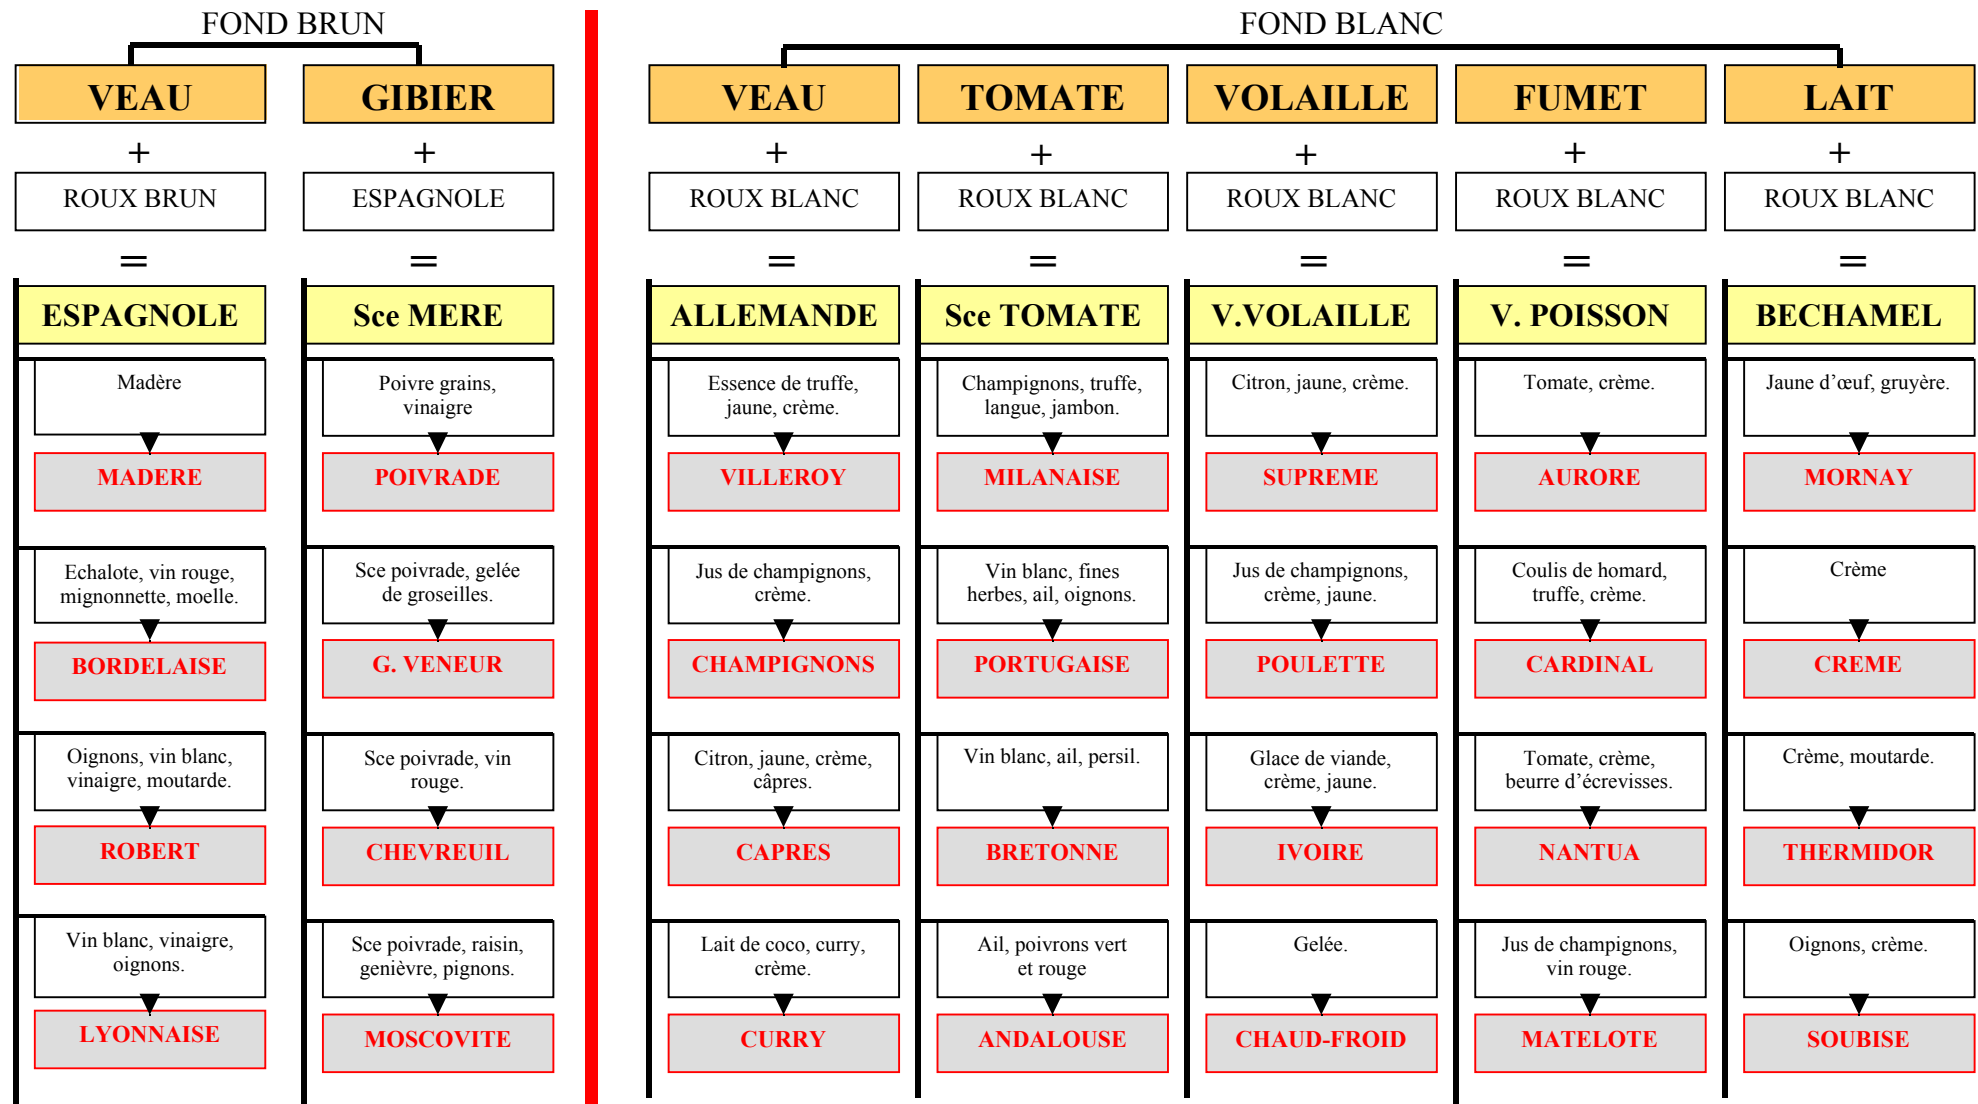 FOND BRUN
FOND BLANC
VEAU
GIBIER
VEAU
TOMATE
VOLAILLE
FUMET
LAIT
+
+
+
+
+
+
+
ROUX BRUN
ESPAGNOLE
ROUX BLANC
ROUX BLANC
ROUX BLANC
ROUX BLANC
ROUX BLANC
=
=
=
=
=
=
=
ESPAGNOLE
Sce MERE
ALLEMANDE
Sce TOMATE
V.VOLAILLE
V. POISSON
BECHAMEL
Madère
Poivre grains,
vinaigre
Essence de truffe,
jaune, crème.
Champignons, truffe,
langue, jambon.
Citron, jaune, crème.
Tomate, crème.
Jaune d’œuf, gruyère.
MADERE
POIVRADE
VILLEROY
MILANAISE
SUPREME
AURORE
MORNAY
Echalote, vin rouge,
mignonnette, moelle.
Sce poivrade, gelée
de groseilles.
Jus de champignons,
crème.
Vin blanc, fines
herbes, ail, oignons.
Jus de champignons,
crème, jaune.
Coulis de homard,
truffe, crème.
Crème
BORDELAISE
G. VENEUR
CHAMPIGNONS
PORTUGAISE
POULETTE
CARDINAL
CREME
Oignons, vin blanc,
vinaigre, moutarde.
Sce poivrade, vin
rouge.
Citron, jaune, crème,
câpres.
Vin blanc, ail, persil.
Glace de viande,
crème, jaune.
Tomate, crème,
beurre d’écrevisses.
Crème, moutarde.
ROBERT
CHEVREUIL
CAPRES
BRETONNE
IVOIRE
NANTUA
THERMIDOR
Vin blanc, vinaigre,
oignons.
Sce poivrade, raisin,
genièvre, pignons.
Lait de coco, curry,
crème.
Ail, poivrons vert
et rouge
Gelée.
Jus de champignons,
vin rouge.
Oignons, crème.
LYONNAISE
MOSCOVITE
CURRY
ANDALOUSE
CHAUD-FROID
MATELOTE
SOUBISE